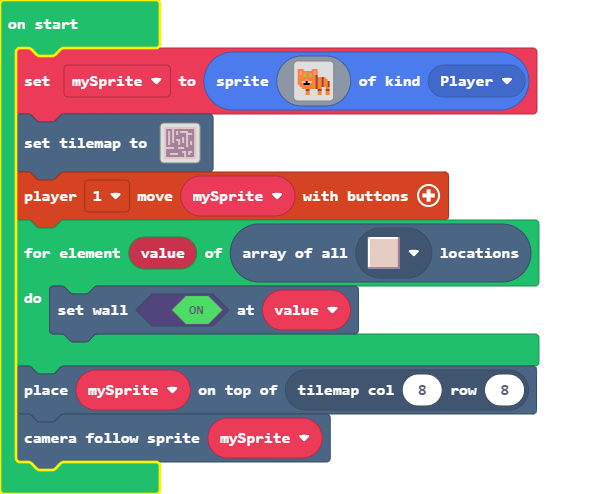 on start
set mySprite to sprite of kind Player
set tilemap to
player 1 move mySprite with buttons
for element value of array of all locations
do
set wall ON at value
place mySprite on top of tilemap col 8 row 8
camera follow sprite mySprite